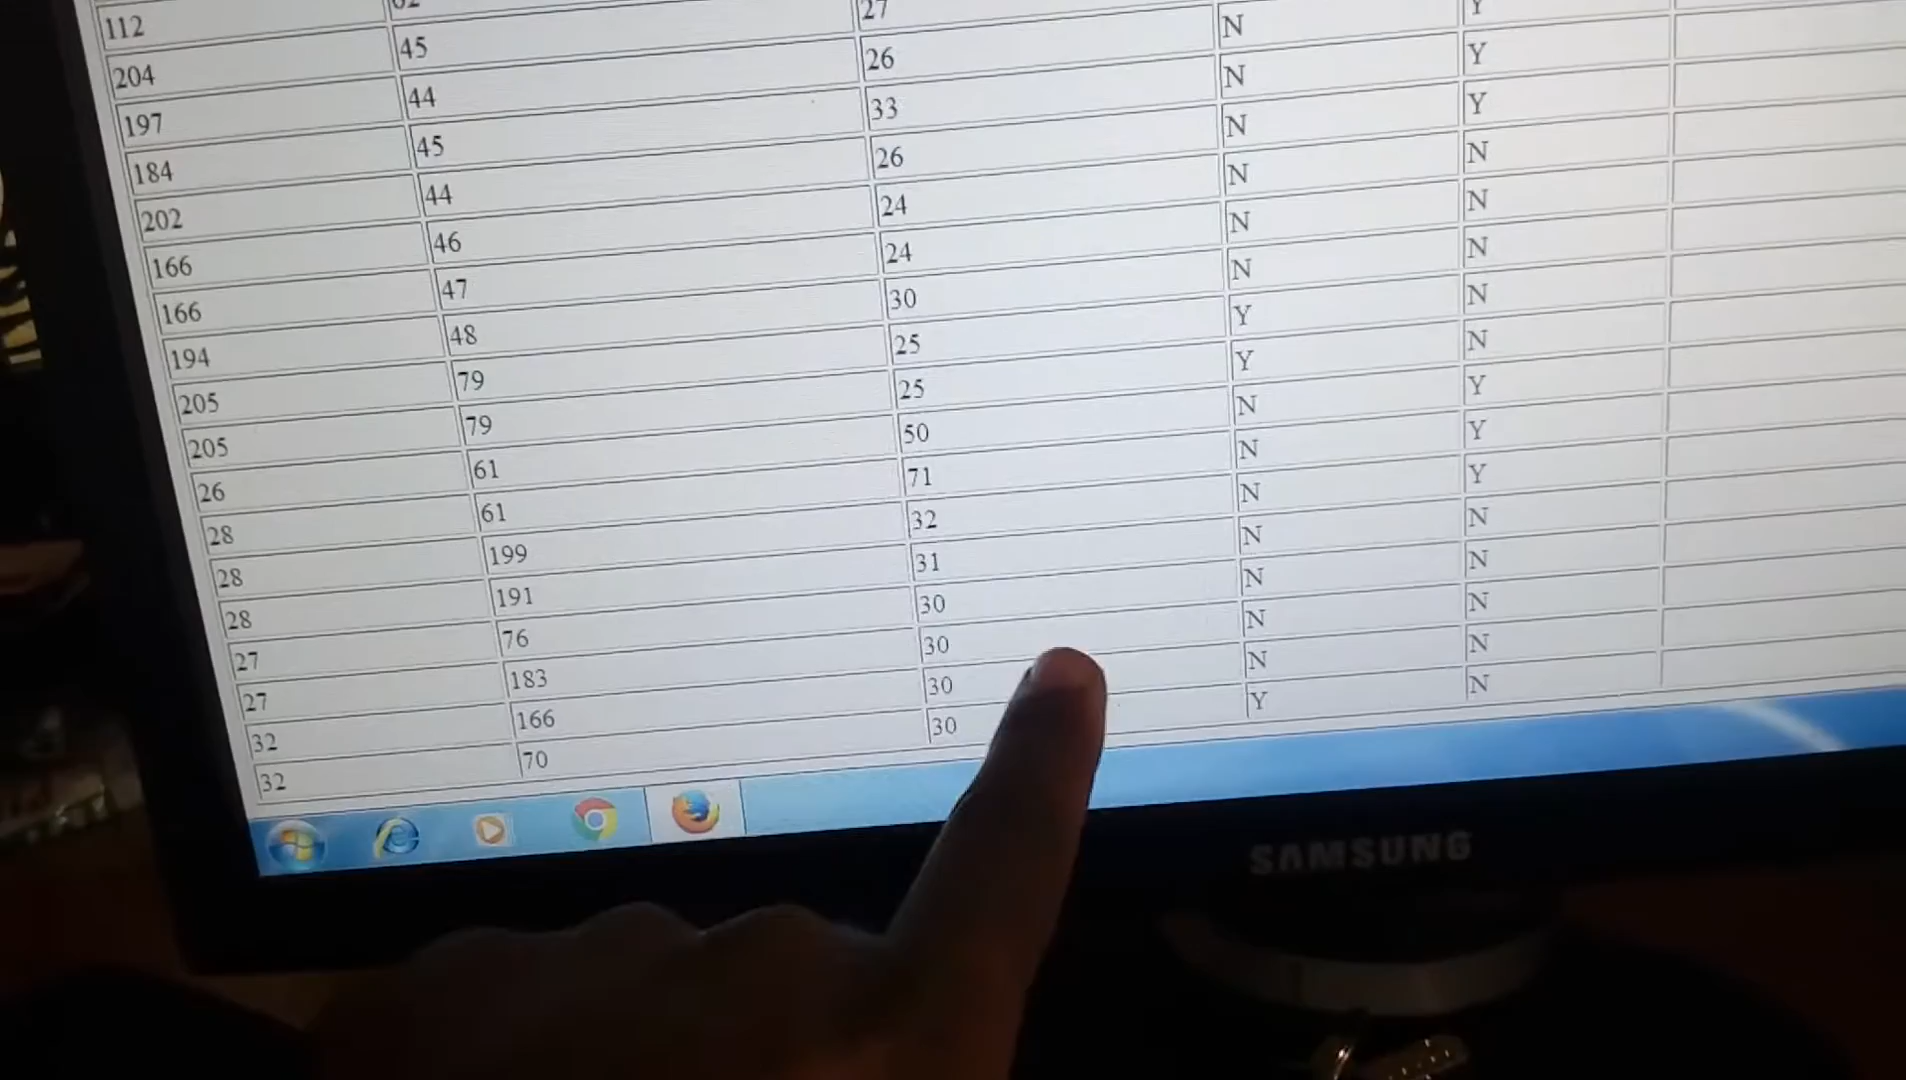 112 62
204 45 27
197 44 26 N Y
184 45 33 N Y
202 44 26 N Y
166 46 24 N N
166 47 24 N N
194 48 30 N N
205 79 25 Y N
205 79 25 Y N
26 61 50 N Y
28 61 71 N Y
28 199 32 N Y
28 191 31 N N
27 76 30 N N
27 183 30 N N
32 166 30 N N
32 70 30 Y N
SAMSUNG